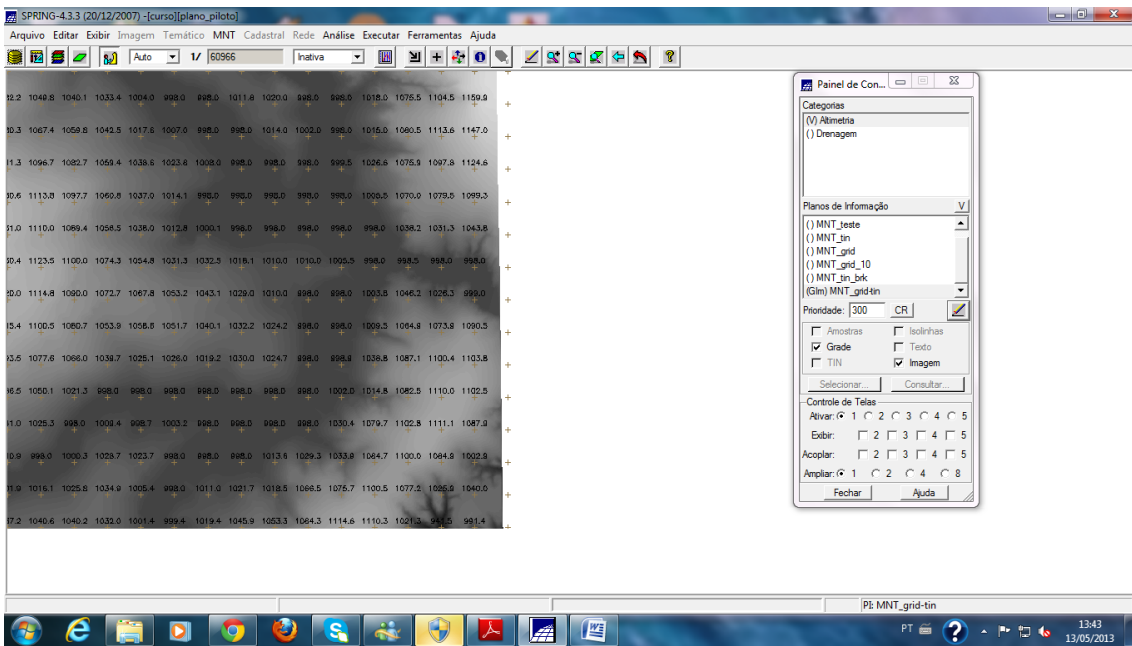 SPRING-4.3.3 (20/12/2007) -[curso][plano_piloto]
Arquivo Editar Exibir Imagem Temático MNT Cadastral Rede Análise Executar Ferramentas Ajuda
Auto 1/ 60966 Inativa
1049.8 1040.1 1033.4 1004.0 998.0 998.0 1011.8 1020.0 998.0 998.0 1018.0 1075.5 1104.5 1159.9
1067.4 1059.8 1042.5 1017.6 1007.0 998.0 998.0 1014.0 1002.0 998.0 1015.0 1060.5 1113.6 1147.0
1096.7 1082.7 1059.4 1038.6 1023.8 1008.0 998.0 998.0 998.0 999.5 1026.6 1075.9 1097.8 1124.6
1113.8 1097.7 1060.8 1037.0 1014.1 998.0 998.0 998.0 998.0 998.0 1008.5 1070.0 1079.5 1099.3
1110.0 1089.4 1056.5 1036.0 1012.8 1000.1 998.0 998.0 998.0 998.0 998.0 1038.2 1031.3 1043.8
1123.5 1100.0 1074.3 1054.8 1031.3 1032.5 1018.1 1010.0 1010.0 1005.5 998.0 998.5 998.0 998.0
1114.8 1090.0 1072.7 1067.8 1053.2 1043.1 1029.0 1010.0 998.0 998.0 1003.8 1046.2 1026.3 999.0
1100.5 1080.7 1053.9 1058.8 1051.7 1040.1 1032.2 1024.2 998.0 998.0 1009.5 1064.8 1073.8 1090.5
1077.6 1066.0 1039.7 1025.1 1026.0 1019.2 1030.0 1024.7 998.0 998.8 1038.8 1087.1 1100.4 1103.8
1050.1 1021.3 998.0 998.0 998.0 998.0 998.0 998.0 998.0 1002.0 1014.8 1082.5 1110.0 1102.5
1025.3 998.0 1009.4 998.7 1003.2 998.0 998.0 998.0 998.0 1030.4 1079.7 1102.8 1111.1 1087.9
998.0 1000.3 1028.7 1023.7 998.0 998.0 998.0 1013.6 1029.3 1033.9 1084.7 1100.0 1084.8 1002.9
1016.1 1025.8 1034.9 1005.4 998.0 1011.0 1021.7 1018.5 1066.5 1075.7 1100.5 1077.2 1025.8 1040.0
1040.6 1040.2 1032.0 1001.4 999.4 1019.4 1045.9 1053.3 1064.3 1114.6 1110.3 1021.3 991.4
Painel de Con...
Categorias
(V) Altimetria
() Drenagem
Planos de Informação V
() MNT_teste
() MNT_tin
() MNT_grid
() MNT_grid_10
() MNT_tin_brk
(GIm) MNT_grid-tin
Prioridade: 300 CR
Amostras Isolinhas
Grade Texto
TIN Imagem
Selecionar... Consultar...
Controle de Telas
Ativar: 1 2 3 4 5
Exibir: 2 3 4 5
Acoplar: 2 3 4 5
Ampliar: 1 2 4 8
Fechar Ajuda
PI: MNT_grid-tin
PT 13:43
13/05/2013